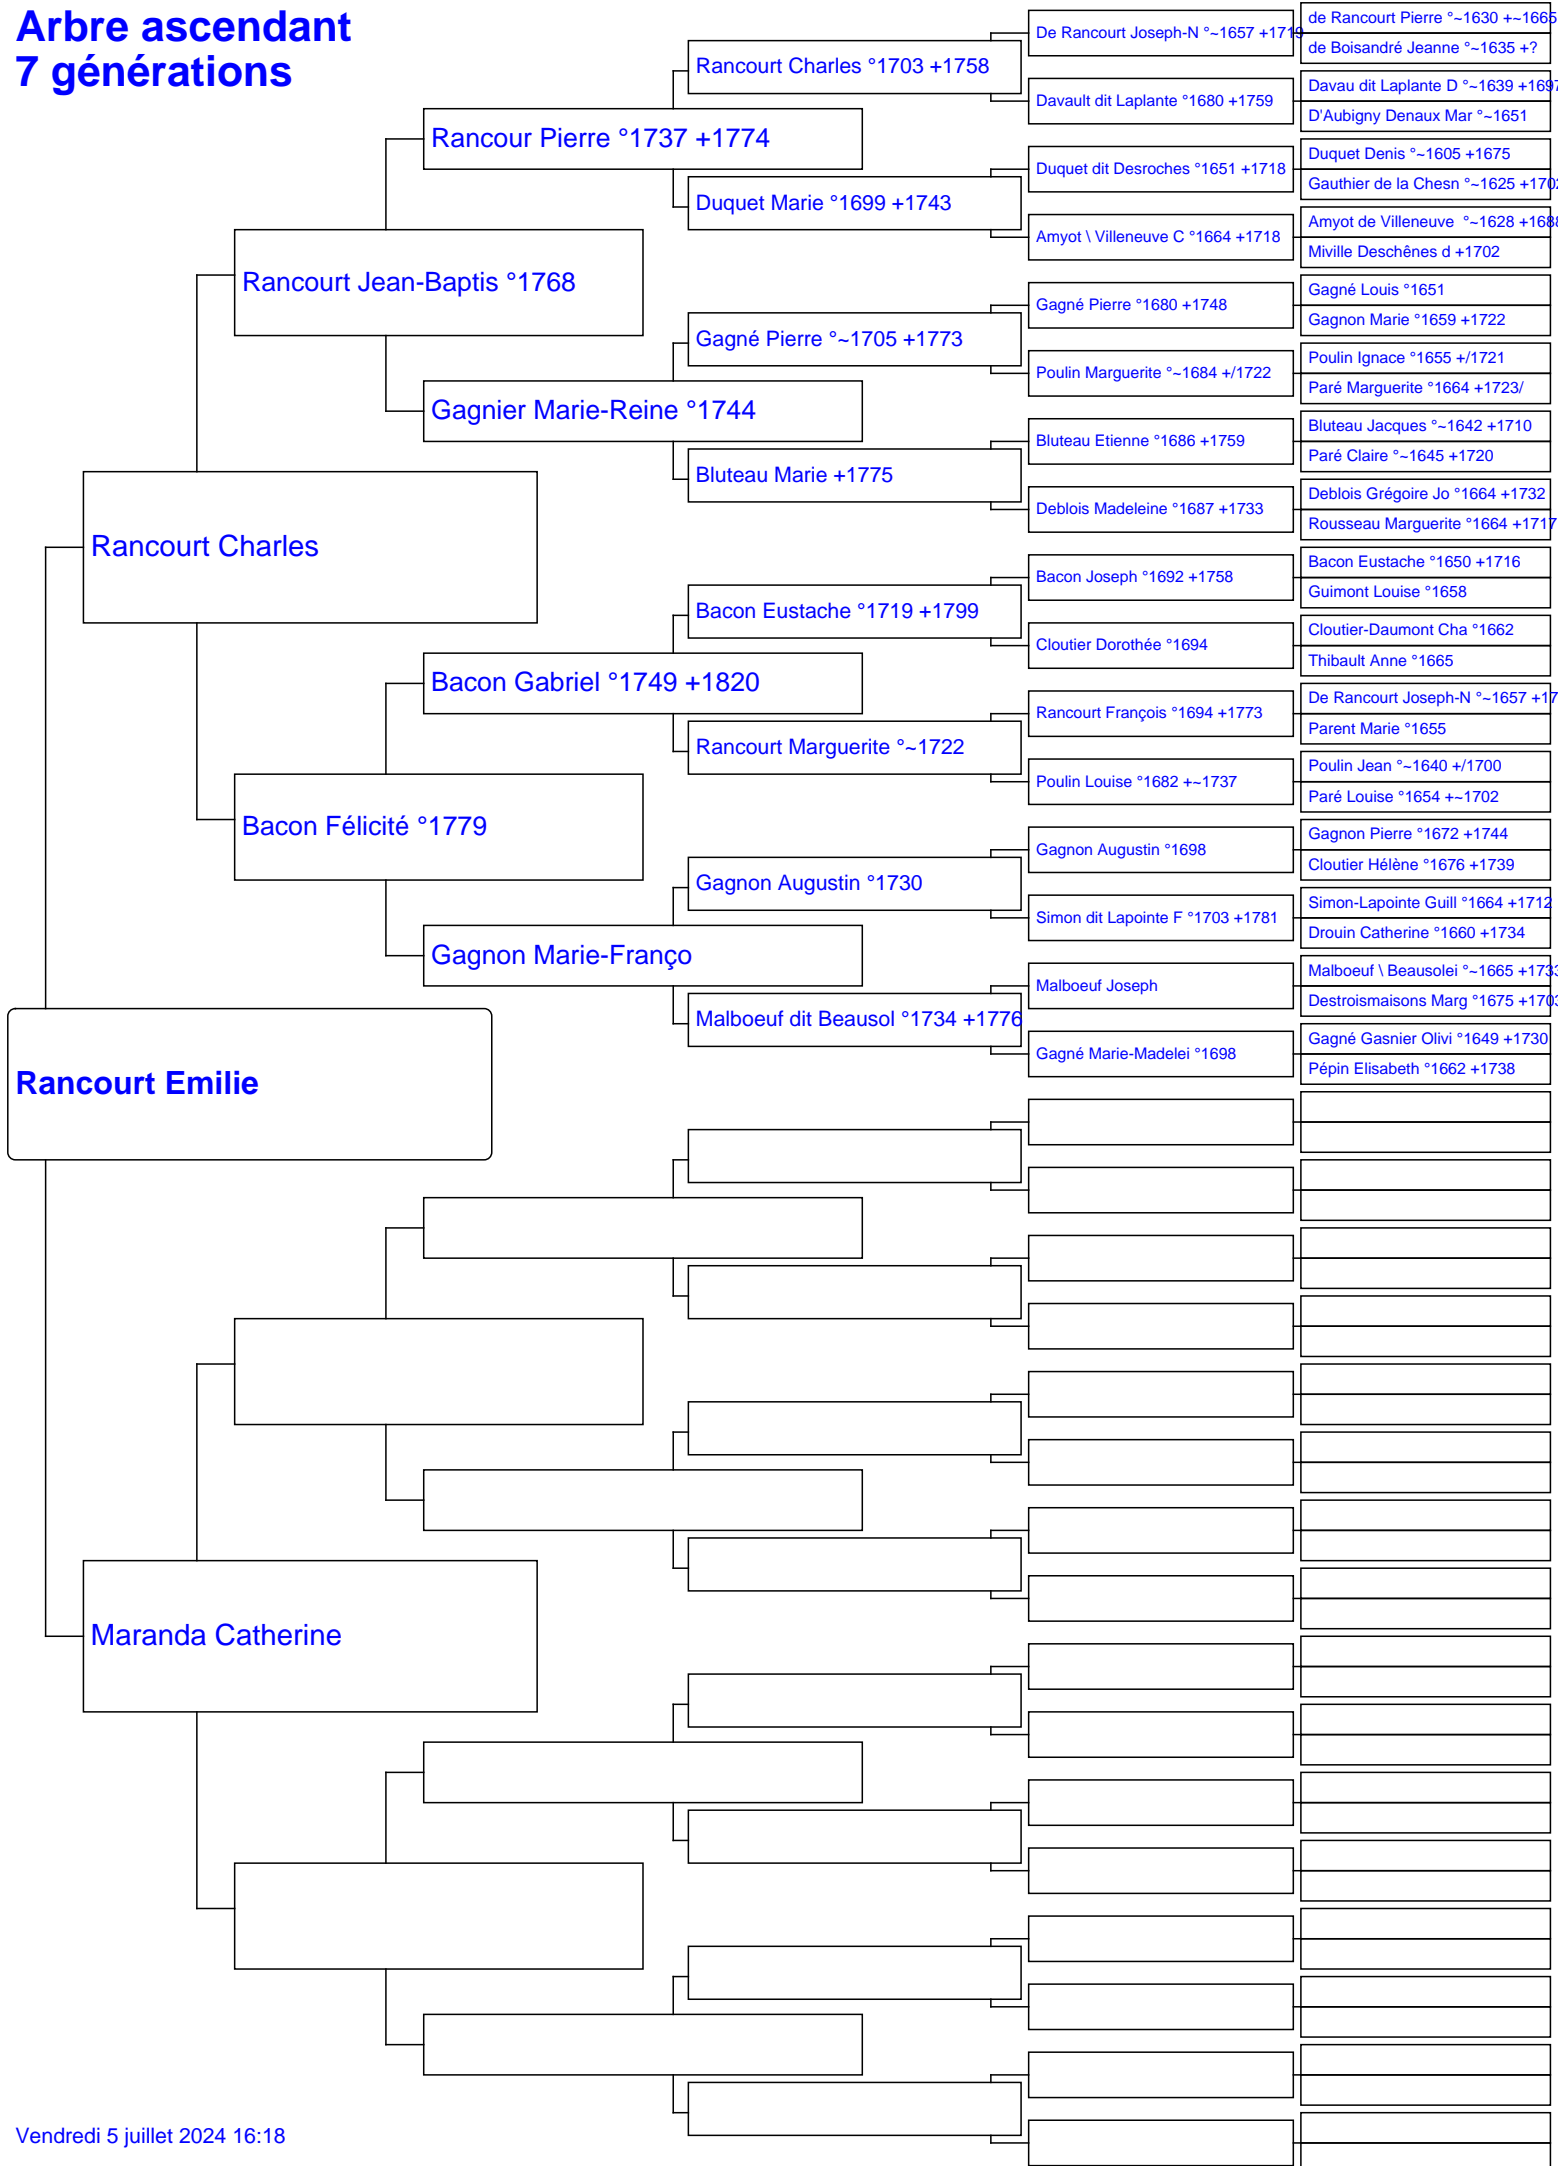 Arbre ascendant
7 générations
Rancourt Emilie
Rancourt Charles
Maranda Catherine
Rancourt Jean-Baptis °1768
Bacon Félicité °1779
Rancour Pierre °1737 +1774
Gagnier Marie-Reine °1744
Bacon Gabriel °1749 +1820
Gagnon Marie-Franço
Rancourt Charles °1703 +1758
Duquet Marie °1699 +1743
Gagné Pierre °~1705 +1773
Bluteau Marie +1775
Bacon Eustache °1719 +1799
Rancourt Marguerite °~1722
Gagnon Augustin °1730
Malboeuf dit Beausol °1734 +1776
De Rancourt Joseph-N °~1657 +1719
Davault dit Laplante °1680 +1759
Duquet dit Desroches °1651 +1718
Amyot \ Villeneuve C °1664 +1718
Gagné Pierre °1680 +1748
Poulin Marguerite °~1684 +/1722
Bluteau Etienne °1686 +1759
Deblois Madeleine °1687 +1733
Bacon Joseph °1692 +1758
Cloutier Dorothée °1694
Rancourt François °1694 +1773
Poulin Louise °1682 +~1737
Gagnon Augustin °1698
Simon dit Lapointe F °1703 +1781
Malboeuf Joseph
Gagné Marie-Madelei °1698
de Rancourt Pierre °~1630 +~1665
de Boisandré Jeanne °~1635 +?
Davau dit Laplante D °~1639 +1697
D'Aubigny Denaux Mar °~1651
Duquet Denis °~1605 +1675
Gauthier de la Chesn °~1625 +1702
Amyot de Villeneuve °~1628 +1688
Miville Deschênes d +1702
Gagné Louis °1651
Gagnon Marie °1659 +1722
Poulin Ignace °1655 +/1721
Paré Marguerite °1664 +1723/
Bluteau Jacques °~1642 +1710
Paré Claire °~1645 +1720
Deblois Grégoire Jo °1664 +1732
Rousseau Marguerite °1664 +1717
Bacon Eustache °1650 +1716
Guimont Louise °1658
Cloutier-Daumont Cha °1662
Thibault Anne °1665
De Rancourt Joseph-N °~1657 +17
Parent Marie °1655
Poulin Jean °~1640 +/1700
Paré Louise °1654 +~1702
Gagnon Pierre °1672 +1744
Cloutier Hélène °1676 +1739
Simon-Lapointe Guill °1664 +1712
Drouin Catherine °1660 +1734
Malboeuf \ Beausolei °~1665 +1733
Destroismaisons Marg °1675 +1703
Gagné Gasnier Olivi °1649 +1730
Pépin Elisabeth °1662 +1738
Vendredi 5 juillet 2024 16:18